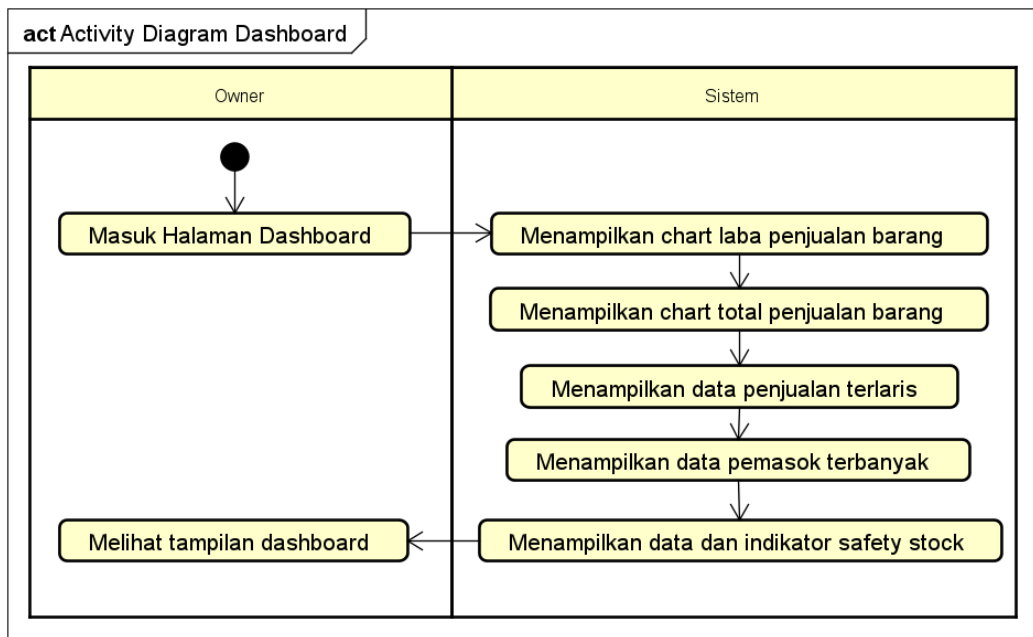 act Activity Diagram Dashboard
Owner
Sistem
Masuk Halaman Dashboard
Menampilkan chart laba penjualan barang
Menampilkan chart total penjualan barang
Menampilkan data penjualan terlaris
Menampilkan data pemasok terbanyak
Melihat tampilan dashboard
Menampilkan data dan indikator safety stock